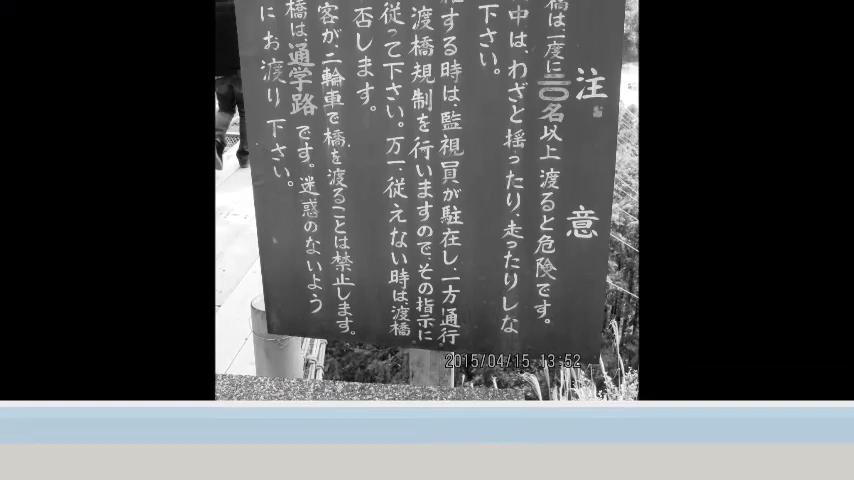 注意
橋は、一度に二〇名以上渡ると危険です。
中は、わざと揺ったり、走ったりしな
下さい。
雑する時は、監視員が駐在し、一方通行
渡橋規制を行いますので、その指示に
従って下さい。万一、従えない時は、渡橋
否します。
客が、二輪車で橋を渡ることは禁止します。
橋は、通学路です。迷惑のないよう
にお渡り下さい。
2015/04/15 13:52